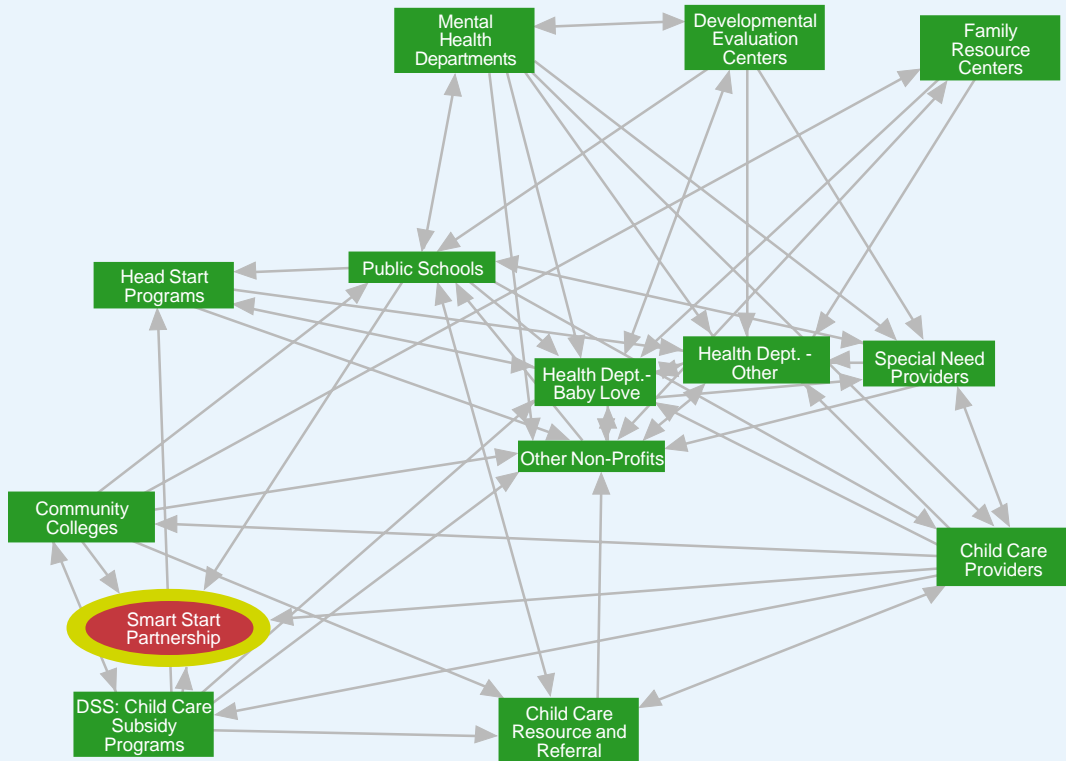 Mental
Health
Departments
Developmental
Evaluation
Centers
Family
Resource
Centers
Public Schools
Head Start
Programs
Health Dept.-
Baby Love
Health Dept. -
Other
Special Need
Providers
Other Non-Profits
Community
Colleges
Child Care
Providers
Smart Start
Partnership
DSS: Child Care
Subsidy
Programs
Child Care
Resource and
Referral